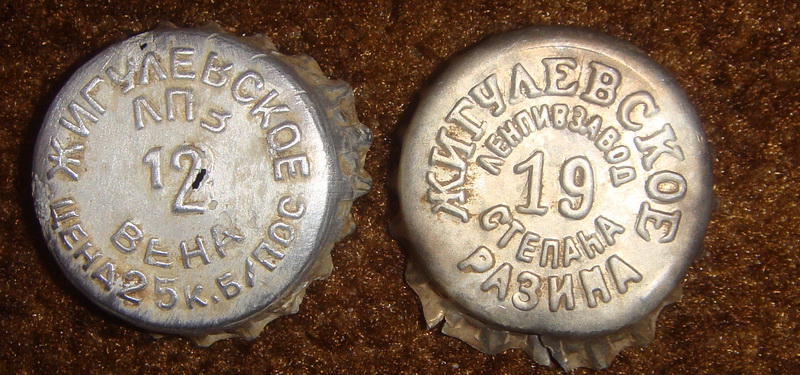 ЖИГУЛЕВСКОЕ
ЛПЗ
12
ВЕНА
ЦЕНА 25 К. Б/ПОС
ЖИГУЛЕВСКОЕ
ЛЕНПИВЗАВОД
19
СТЕПАНА
РАЗИНА